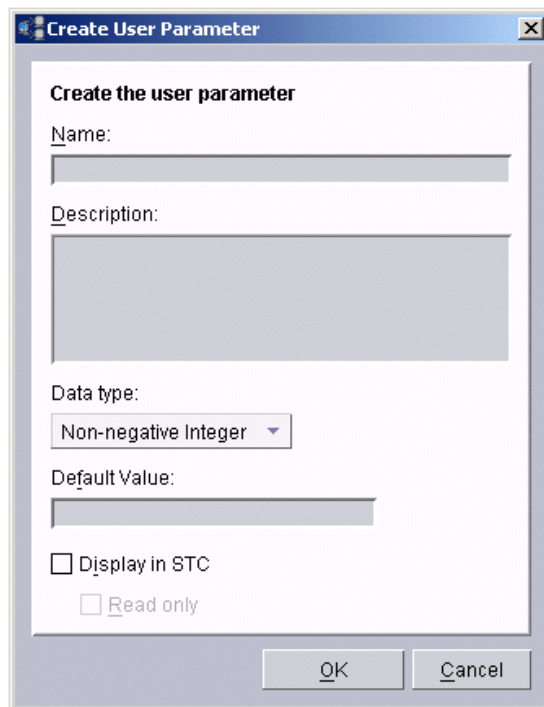 Create User Parameter
Create the user parameter
Name:
Description:
Data type:
Non-negative Integer
Default Value:
Display in STC
Read only
OK
Cancel